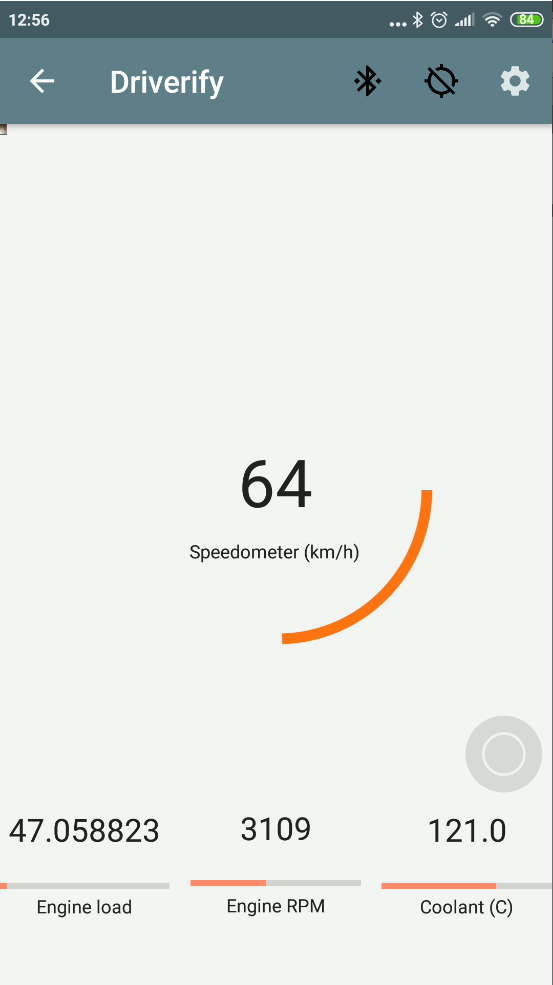 12:56
84
Driverify
64
Speedometer (km/h)
47.058823
3109
121.0
Engine load
Engine RPM
Coolant (C)